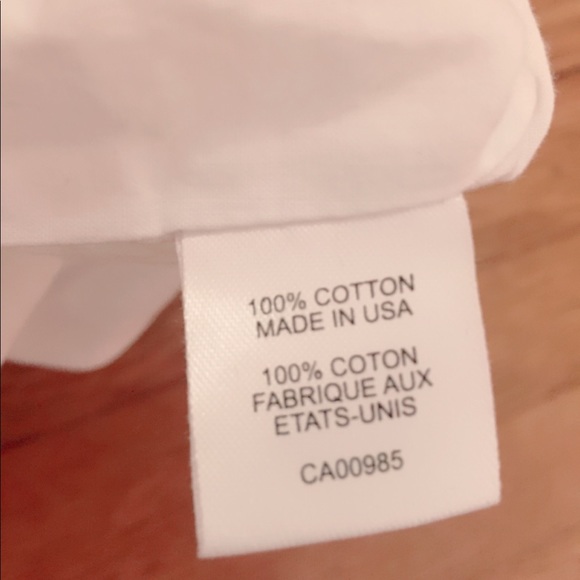 100% COTTON
MADE IN USA
100% COTON
FABRIQUE AUX
ETATS-UNIS
CA00985